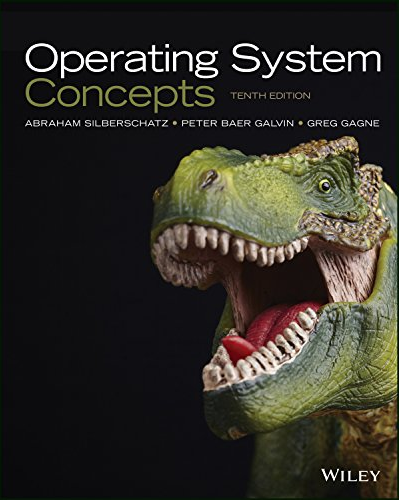 Operating System
Concepts TENTH EDITION
ABRAHAM SILBERSCHATZ • PETER BAER GALVIN • GREG GAGNE
WILEY